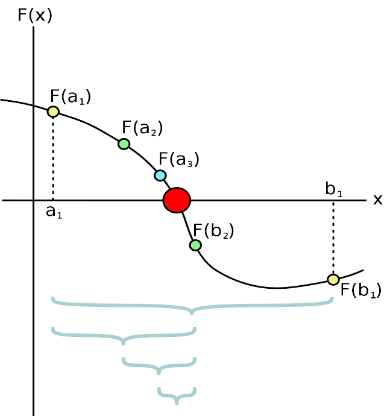 F(x)
F(a₁)
F(a₂)
F(a₃)
b₁
x
a₁
F(b₂)
F(b₁)